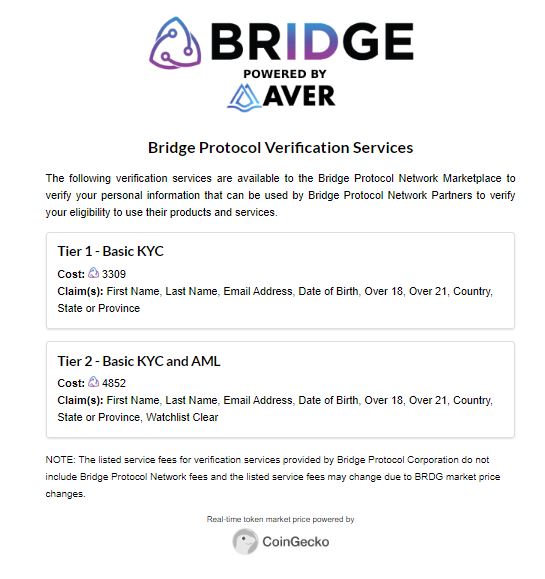 BRIDGE
POWERED BY
AVER
Bridge Protocol Verification Services
The following verification services are available to the Bridge Protocol Network Marketplace to
verify your personal information that can be used by Bridge Protocol Network Partners to verify
your eligibility to use their products and services.
Tier 1 - Basic KYC
Cost: 3309
Claim(s): First Name, Last Name, Email Address, Date of Birth, Over 18, Over 21, Country,
State or Province
Tier 2 - Basic KYC and AML
Cost: 4852
Claim(s): First Name, Last Name, Email Address, Date of Birth, Over 18, Over 21, Country,
State or Province, Watchlist Clear
NOTE: The listed service fees for verification services provided by Bridge Protocol Corporation do not
include Bridge Protocol Network fees and the listed service fees may change due to BRDG market price
changes.
Real-time token market price powered by
CoinGecko